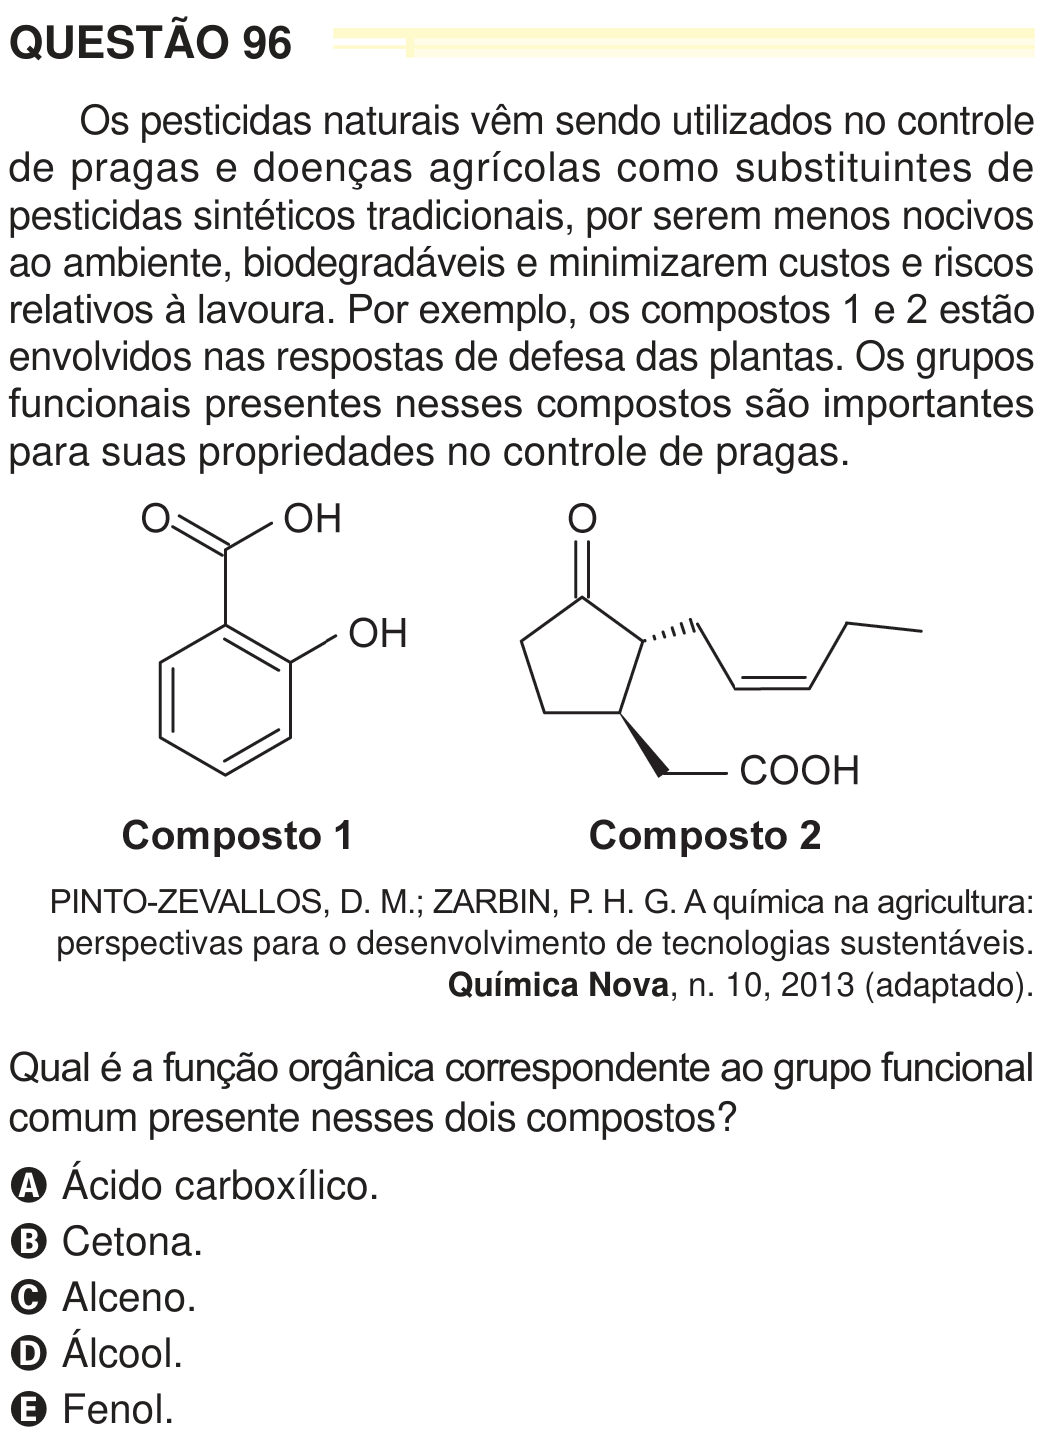 QUESTÃO 96
Os pesticidas naturais vêm sendo utilizados no controle
de pragas e doenças agrícolas como substituintes de
pesticidas sintéticos tradicionais, por serem menos nocivos
ao ambiente, biodegradáveis e minimizarem custos e riscos
relativos à lavoura. Por exemplo, os compostos 1 e 2 estão
envolvidos nas respostas de defesa das plantas. Os grupos
funcionais presentes nesses compostos são importantes
para suas propriedades no controle de pragas.
O OH
OH
O
COOH
Composto 1
Composto 2
PINTO-ZEVALLOS, D. M.; ZARBIN, P. H. G. A química na agricultura:
perspectivas para o desenvolvimento de tecnologias sustentáveis.
Química Nova, n. 10, 2013 (adaptado).
Qual é a função orgânica correspondente ao grupo funcional
comum presente nesses dois compostos?
A Ácido carboxílico.
B Cetona.
C Alceno.
D Álcool.
E Fenol.